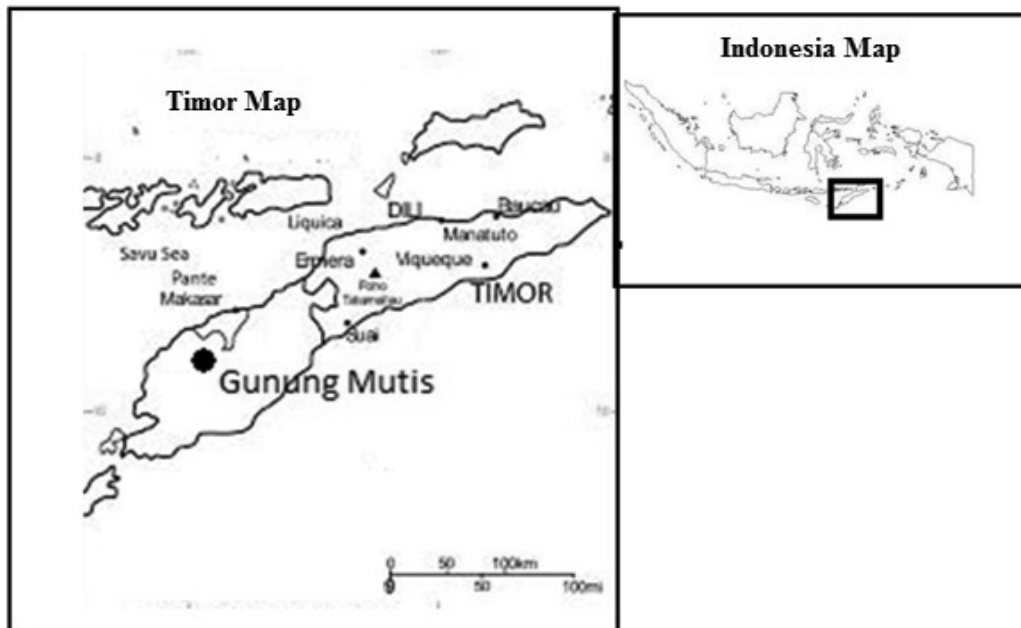 Timor Map
Indonesia Map
DILI
Baucau
Liquica
Manatuto
Savu Sea
Ermera
Viqueque
Pante
Makasar
Foho
TIMOR
Suai
Gunung Mutis
0 50 100km
0 50 100mi